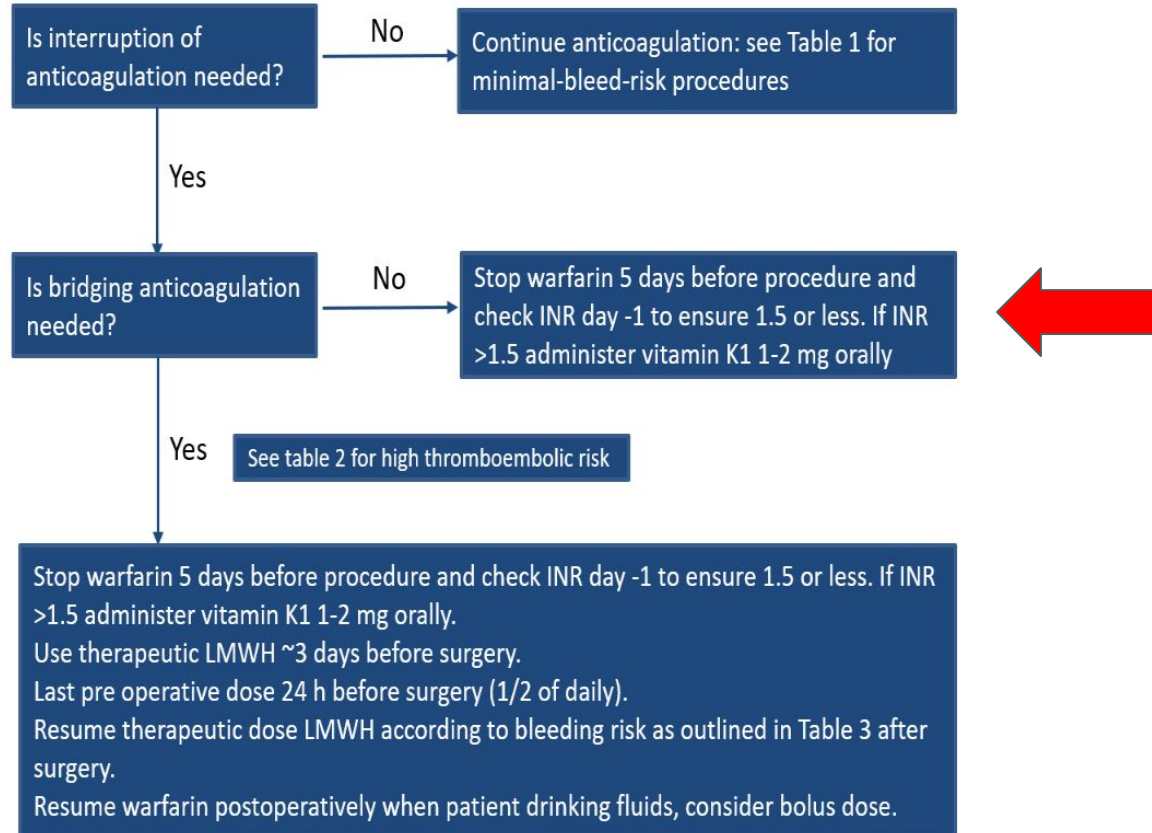 Is interruption of
anticoagulation needed?
No
Continue anticoagulation: see Table 1 for
minimal-bleed-risk procedures
Yes
Is bridging anticoagulation
needed?
No
Stop warfarin 5 days before procedure and
check INR day -1 to ensure 1.5 or less. If INR
>1.5 administer vitamin K1 1-2 mg orally
Yes
See table 2 for high thromboembolic risk
Stop warfarin 5 days before procedure and check INR day -1 to ensure 1.5 or less. If INR
>1.5 administer vitamin K1 1-2 mg orally.
Use therapeutic LMWH ~3 days before surgery.
Last pre operative dose 24 h before surgery (1/2 of daily).
Resume therapeutic dose LMWH according to bleeding risk as outlined in Table 3 after
surgery.
Resume warfarin postoperatively when patient drinking fluids, consider bolus dose.